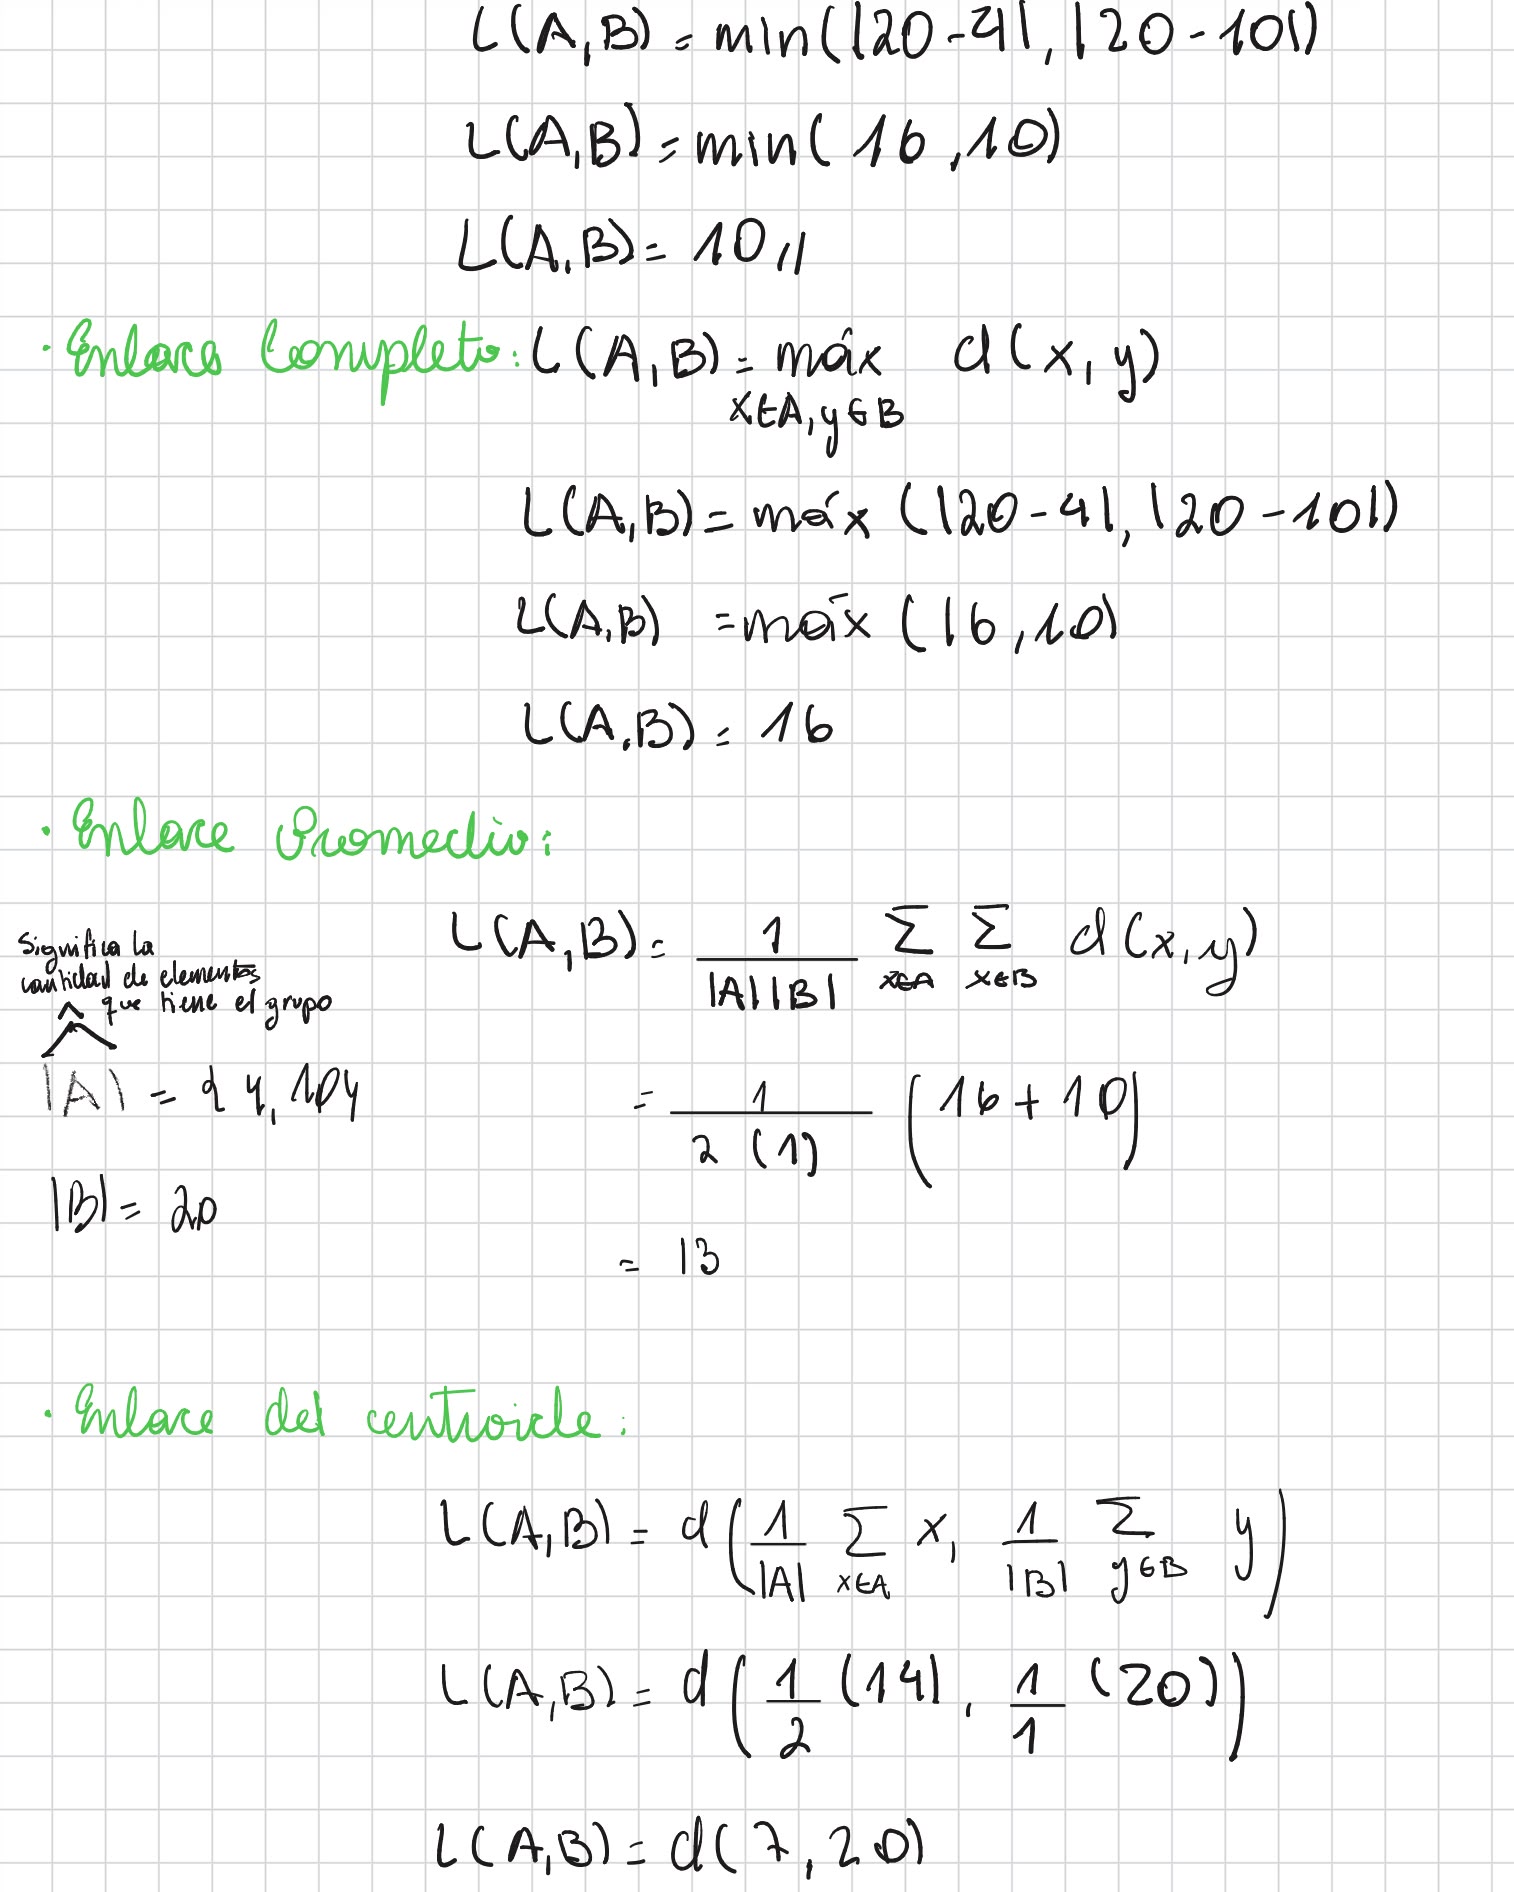 L(A,B) = min(|20-4|, |20-10|)
L(A,B) = min(16,10)
L(A,B) = 10,,
· Enlace Completo: L(A,B) = máx d(x,y)
x∈A, y∈B
L(A,B) = máx (|20-4|, |20-10|)
L(A,B) = máx (16,10)
L(A,B) = 16
· Enlace Promedio:
L(A,B) = 1/|A||B| Σ x∈A Σ x∈B d(x,y)
Significa la
cantidad de elementos
que tiene el grupo
|A| = {4,10}
= 1/2(1) (16+10)
|B| = 20
= 13
· Enlace del centroide:
L(A,B) = d(1/|A| Σ x∈A x, 1/|B| Σ y∈B y)
L(A,B) = d(1/2 (14), 1/1 (20))
L(A,B) = d(7,20)